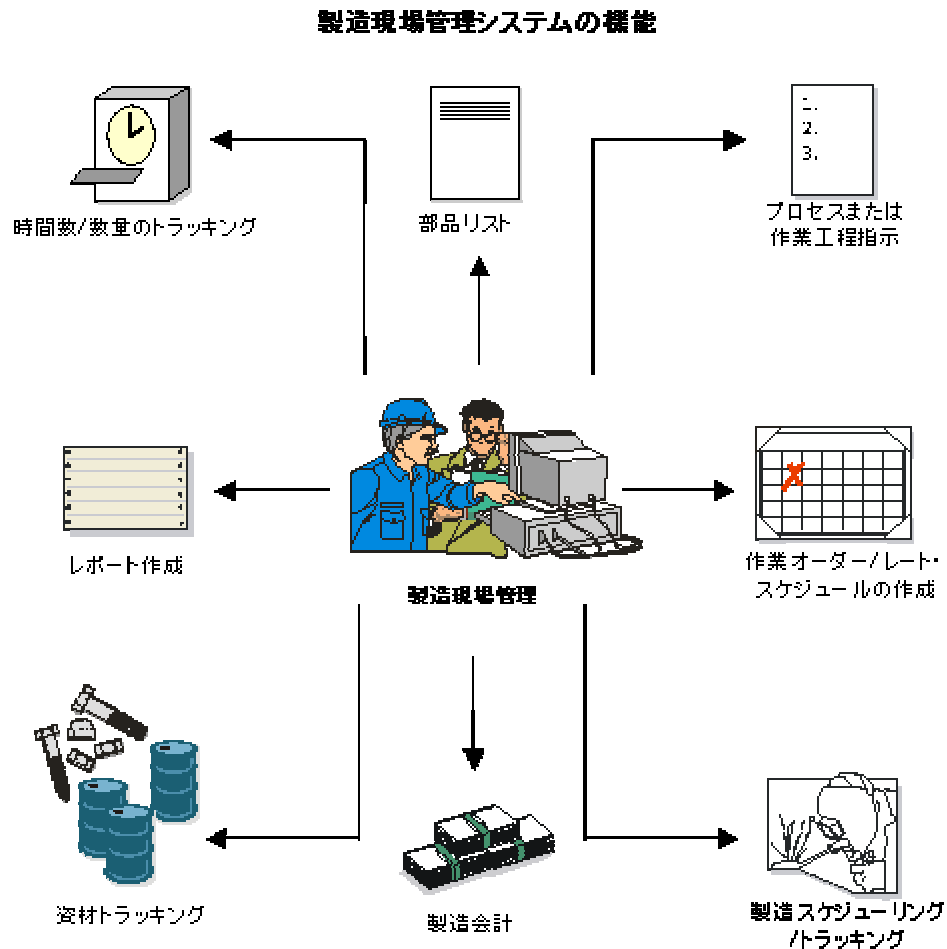 製造現場管理システムの機能
1.
2.
3.
時間数/数量のトラッキング
部品リスト
プロセスまたは
作業工程指示
レポート作成
製造現場管理
作業オーダー/レート・
スケジュールの作成
資材トラッキング
製造会計
製造スケジューリング
/トラッキング